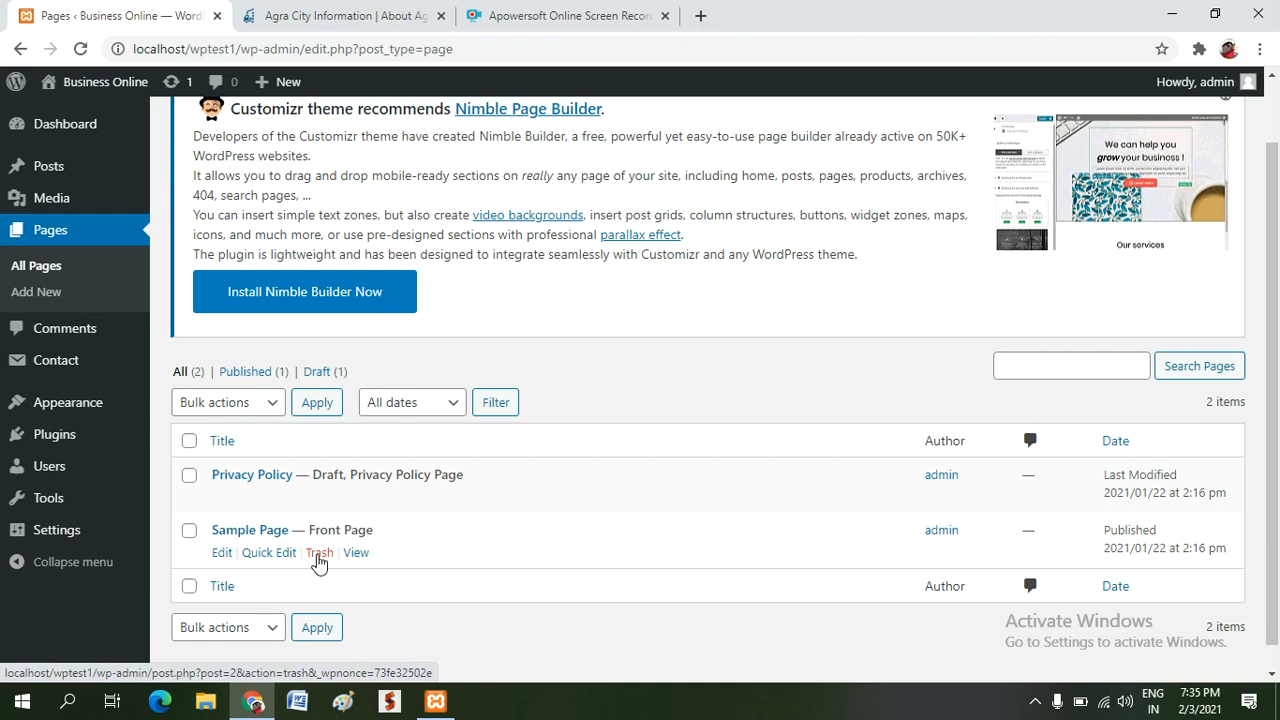 Pages ‹ Business Online — Word
Agra City Information | About Ag
Apowersoft Online Screen Record
localhost/wptest1/wp-admin/edit.php?post_type=page
Business Online
1
0
New
Howdy, admin
Dashboard
Posts
Media
Pages
All Pages
Add New
Comments
Contact
Appearance
Plugins
Users
Tools
Settings
Collapse menu
Customizr theme recommends Nimble Page Builder.
Developers of the Customizr theme have created Nimble Builder, a free, powerful yet easy-to-use page builder already active on 50K+
WordPress websites.
It allows you to drag and drop mobile-ready sections on really any page of your site, including home, posts, pages, products, archives,
404, search pages, ...
You can insert simple text zones, but also create video backgrounds, insert post grids, column structures, buttons, widget zones, maps,
icons, and much more, or use pre-designed sections with professional parallax effect.
The plugin is lightweight and has been designed to integrate seamlessly with Customizr and any WordPress theme.
Install Nimble Builder Now
We can help you
grow your business !
Our services
All (2) | Published (1) | Draft (1)
Search Pages
Bulk actions
Apply
All dates
Filter
2 items
Title
Author
Date
Privacy Policy — Draft, Privacy Policy Page
admin
—
Last Modified
2021/01/22 at 2:16 pm
Sample Page — Front Page
admin
—
Published
2021/01/22 at 2:16 pm
Edit | Quick Edit | Trash | View
Title
Author
Date
Bulk actions
Apply
2 items
Activate Windows
Go to Settings to activate Windows.
localhost/wptest1/wp-admin/post.php?post=2&action=trash&_wpnonce=73fe32502e
ENG
IN
7:35 PM
2/3/2021